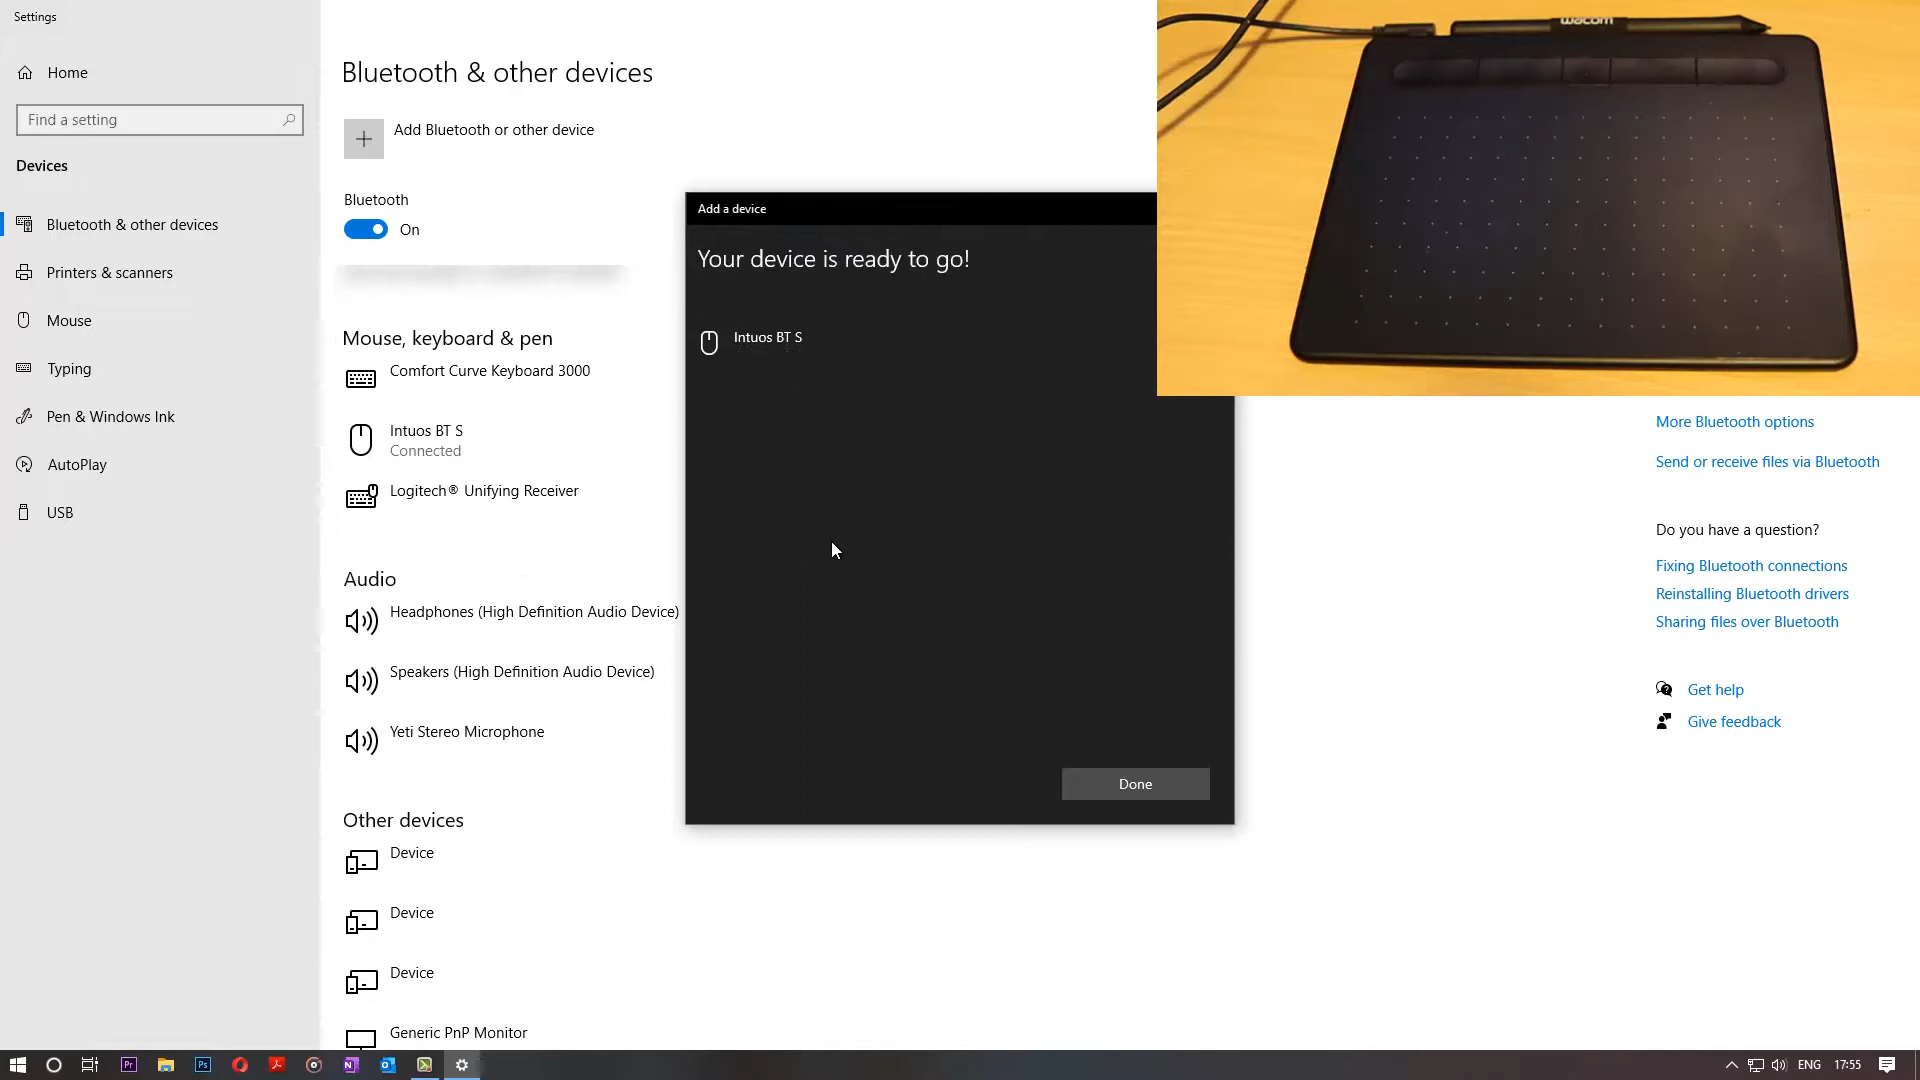 Settings
Home
Find a setting
Devices
Bluetooth & other devices
Printers & scanners
Mouse
Typing
Pen & Windows Ink
AutoPlay
USB
Bluetooth & other devices
Add Bluetooth or other device
Bluetooth
On
Mouse, keyboard & pen
Comfort Curve Keyboard 3000
Intuos BT S
Connected
Logitech® Unifying Receiver
Audio
Headphones (High Definition Audio Device)
Speakers (High Definition Audio Device)
Yeti Stereo Microphone
Other devices
Device
Device
Device
Generic PnP Monitor
Add a device
Your device is ready to go!
Intuos BT S
Done
wacom
More Bluetooth options
Send or receive files via Bluetooth
Do you have a question?
Fixing Bluetooth connections
Reinstalling Bluetooth drivers
Sharing files over Bluetooth
Get help
Give feedback
Pr
Ps
N
ENG
17:55